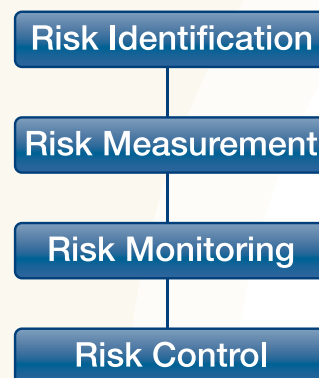 Risk Identification
Risk Measurement
Risk Monitoring
Risk Control